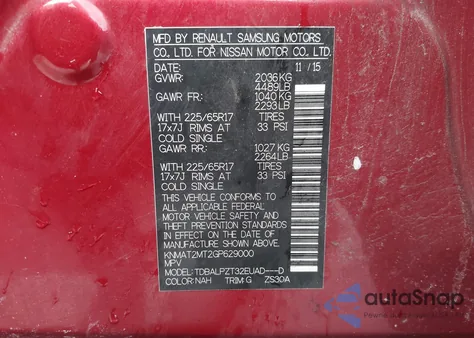 MFD BY RENAULT SAMSUNG MOTORS
CO., LTD. FOR NISSAN MOTOR CO., LTD.
DATE: 11 / 15
GVWR: 2036 KG
4489LB
GAWR FR: 1040 KG
2293LB
WITH 225/65R17 TIRES
17x7J RIMS AT 33 PSI
COLD SINGLE
GAWR RR: 1027 KG
2264LB
WITH 225/65R17 TIRES
17x7J RIMS AT 33 PSI
COLD SINGLE
THIS VEHICLE CONFORMS TO
ALL APPLICABLE FEDERAL
MOTOR VEHICLE SAFETY AND
THEFT PREVENTION STANDARDS
IN EFFECT ON THE DATE OF
MANUFACTURE SHOWN ABOVE.
KNMAT2MT2GP629000
MPV
MODEL: TDBALPZT32EUAD---D
COLOR: NAH TRIM G ZS30A
autoSnap